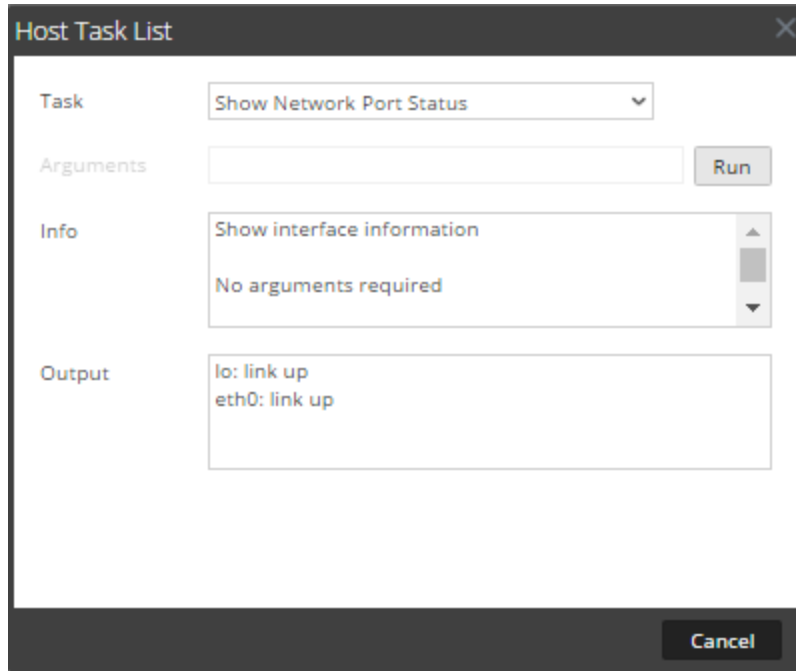 Host Task List
Task
Show Network Port Status
Arguments
Run
Info
Show interface information
No arguments required
Output
lo: link up
eth0: link up
Cancel